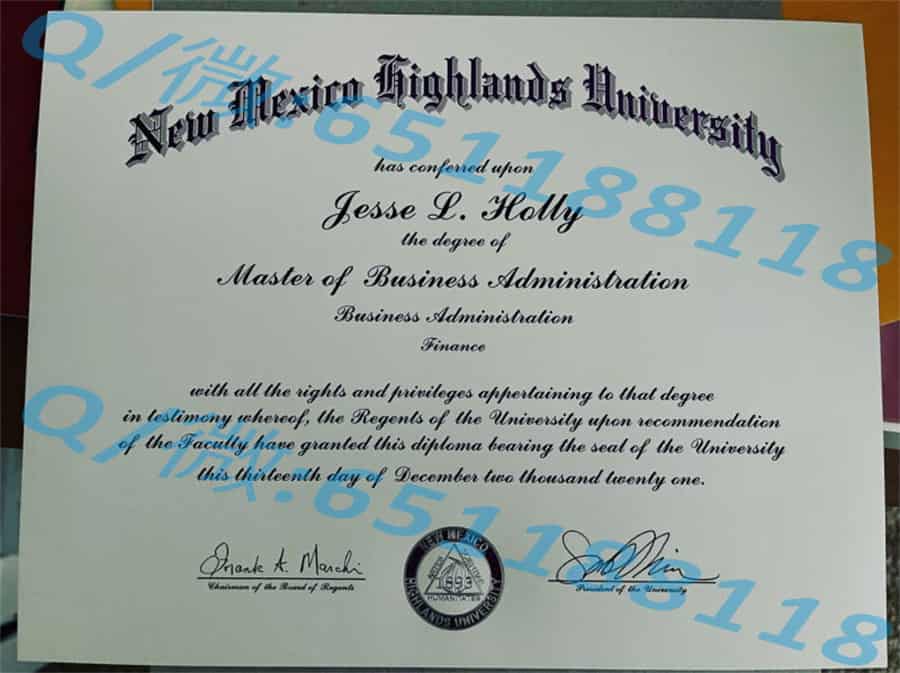 New Mexico Highlands University
has conferred upon
Jesse L. Holly
the degree of
Master of Business Administration
Business Administration
Finance
with all the rights and privileges appertaining to that degree
in testimony whereof, the Regents of the University upon recommendation
of the Faculty have granted this diploma bearing the seal of the University
this thirteenth day of December two thousand twenty one.
Frank A. Marchi
Chairman of the Board of Regents
President of the University
NEW MEXICO
1893
HIGHLANDS UNIVERSITY
Q/微:65118118
Q/微:65118118